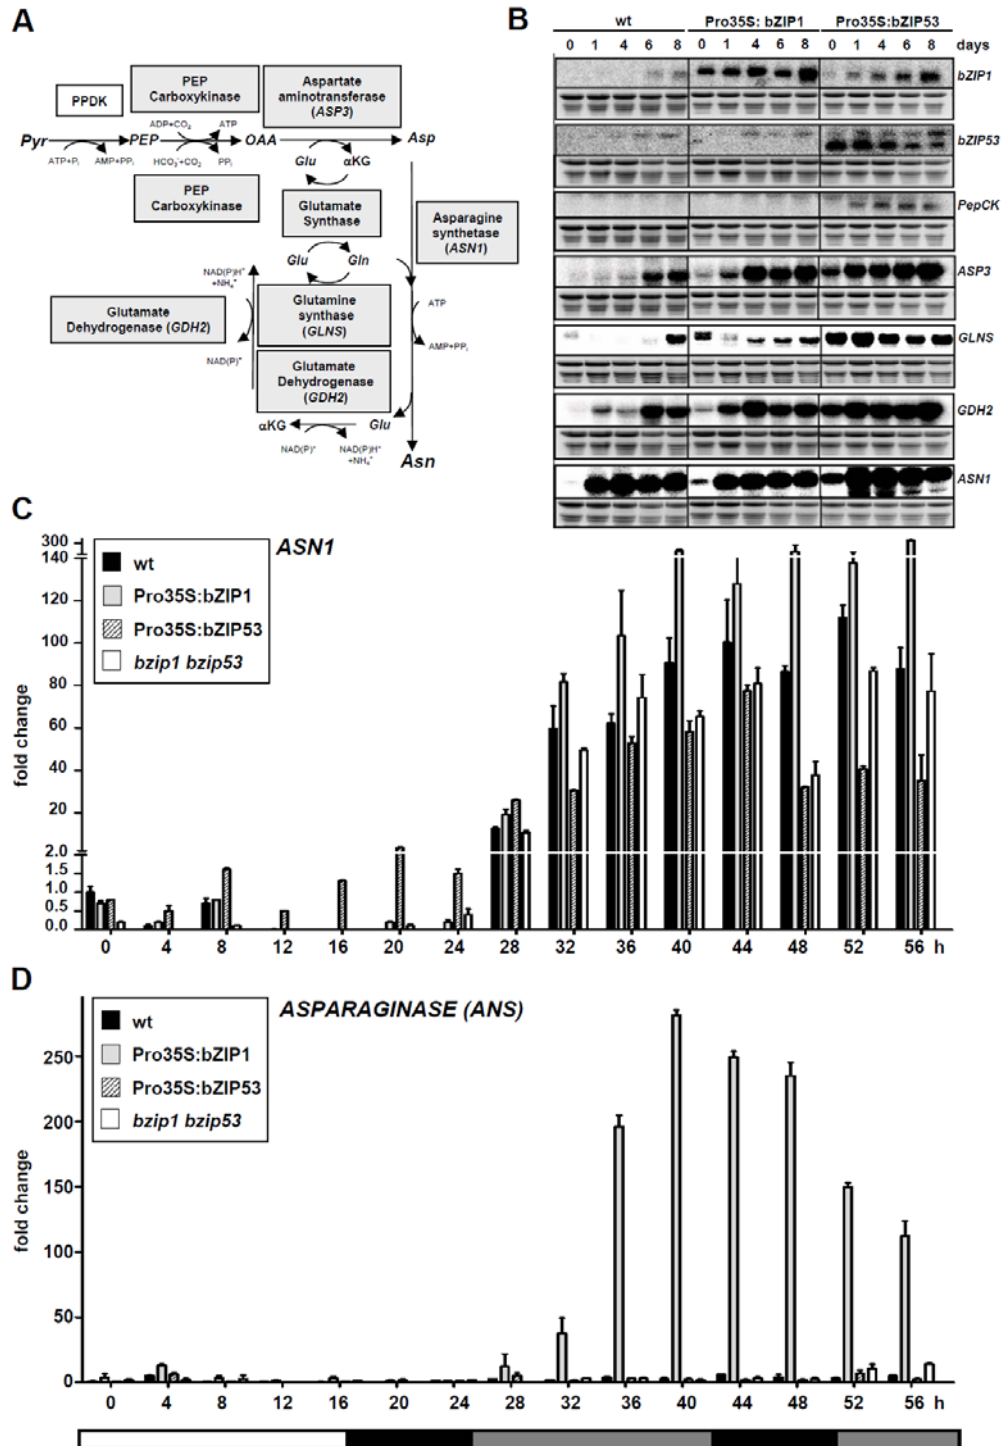 A
PPDK
PEP
Carboxykinase
Aspartate
aminotransferase
(ASP3)
ADP+CO₂
ATP
Pyr
PEP
OAA
Asp
ATP+Pᵢ
AMP+PPᵢ
HCO₃⁻+CO₂
PPᵢ
Glu
αKG
PEP
Carboxykinase
Glutamate
Synthase
Asparagine
synthetase
(ASN1)
Glu
Gln
NAD(P)H⁺
+NH₄⁺
ATP
Glutamate
Dehydrogenase (GDH2)
Glutamine
synthase
(GLNS)
AMP+PPᵢ
NAD(P)⁺
Glutamate
Dehydrogenase
(GDH2)
αKG
Glu
NAD(P)⁺
NAD(P)H⁺
+NH₄⁺
Asn
B
wt
Pro35S: bZIP1
Pro35S:bZIP53
0 1 4 6 8 0 1 4 6 8 0 1 4 6 8 days
bZIP1
bZIP53
PepCK
ASP3
GLNS
GDH2
ASN1
C
ASN1
wt
Pro35S:bZIP1
Pro35S:bZIP53
bzip1 bzip53
fold change
300
140
120
100
80
60
40
20
2.0
1.5
1.0
0.5
0.0
0 4 8 12 16 20 24 28 32 36 40 44 48 52 56 h
D
ASPARAGINASE (ANS)
wt
Pro35S:bZIP1
Pro35S:bZIP53
bzip1 bzip53
fold change
250
200
150
100
50
0
0 4 8 12 16 20 24 28 32 36 40 44 48 52 56 h